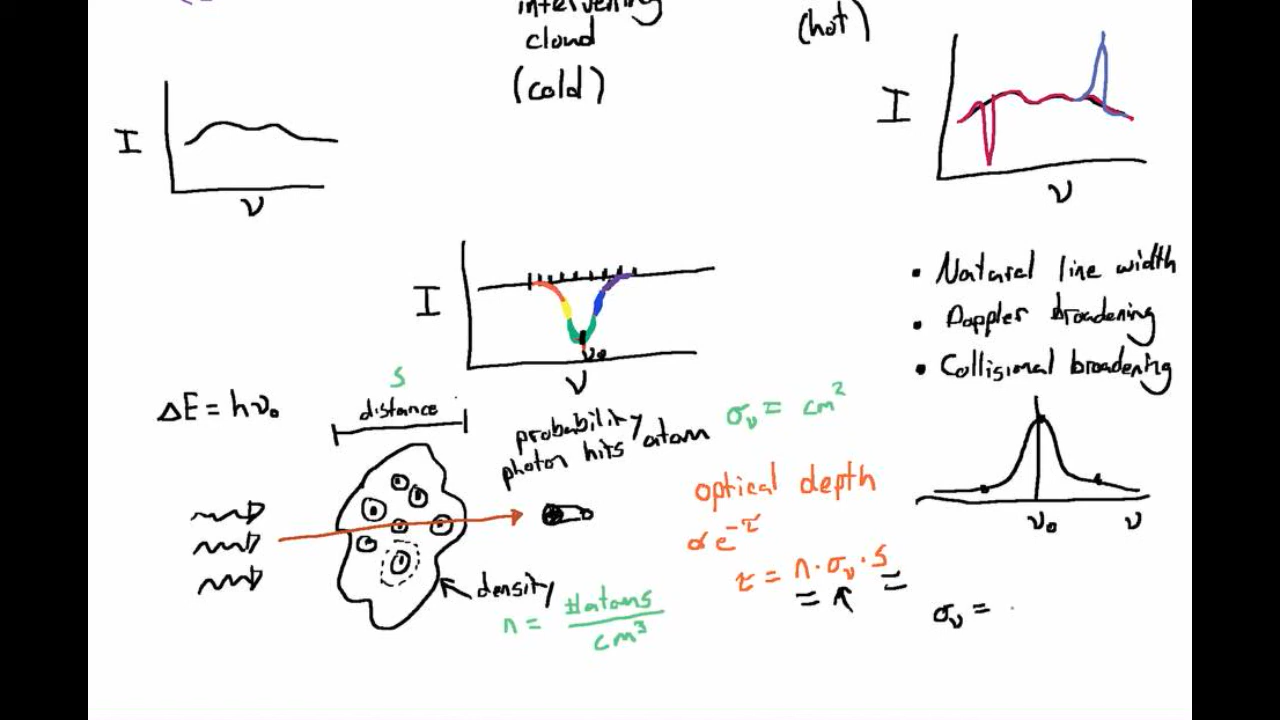 intervening
cloud
(cold)
(hot)
I
ν
I
ν
I
ν₀
ν
• Natural line width
• Doppler broadening
• Collisional broadening
ΔE = hν₀
s
distance
probability
photon hits atom
σν = cm²
optical depth
∝ e^-τ
τ = n · σν · s
density
n = # atoms / cm³
ν₀
ν
σν =